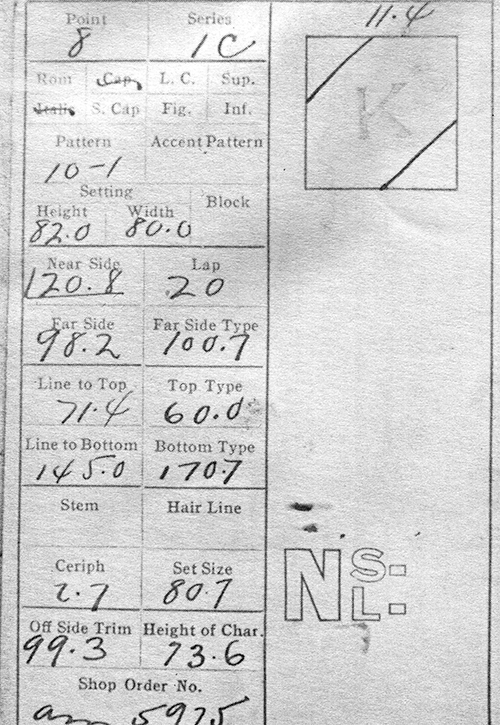 Point Series
8 1C
11.4
K
Rom Cap. L. C. Sup.
Italic S. Cap Fig. Inf.
Pattern Accent Pattern
10-1
Setting
Height Width Block
82.0 80.0
Near Side Lap
120.8 20
Far Side Far Side Type
98.2 100.7
Line to Top Top Type
71.4 60.0
Line to Bottom Bottom Type
145.0 170.7
Stem Hair Line
Ceriph Set Size
2.7 80.7
NS-
L-
Off Side Trim Height of Char.
99.3 73.6
Shop Order No.
5975